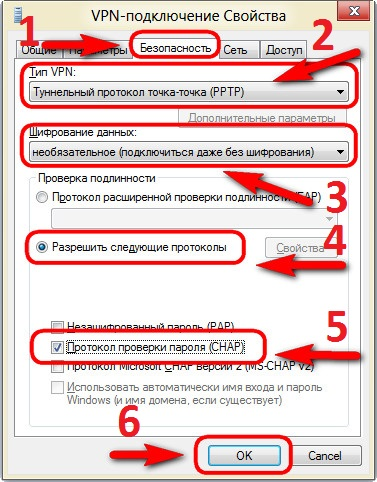 VPN-подключение Свойства
1
2
Общие Параметры Безопасность Сеть Доступ
Тип VPN:
Туннельный протокол точка-точка (PPTP)
Дополнительные параметры
Шифрование данных:
необязательное (подключиться даже без шифрования)
3
Проверка подлинности
Протокол расширенной проверки подлинности (EAP)
4
Разрешить следующие протоколы
Свойства
5
Незашифрованный пароль (PAP)
Протокол проверки пароля (CHAP)
Протокол Microsoft CHAP версии 2 (MS-CHAP v2)
Использовать автоматически имя входа и пароль
Windows (и имя домена, если существует)
6
OK
Cancel